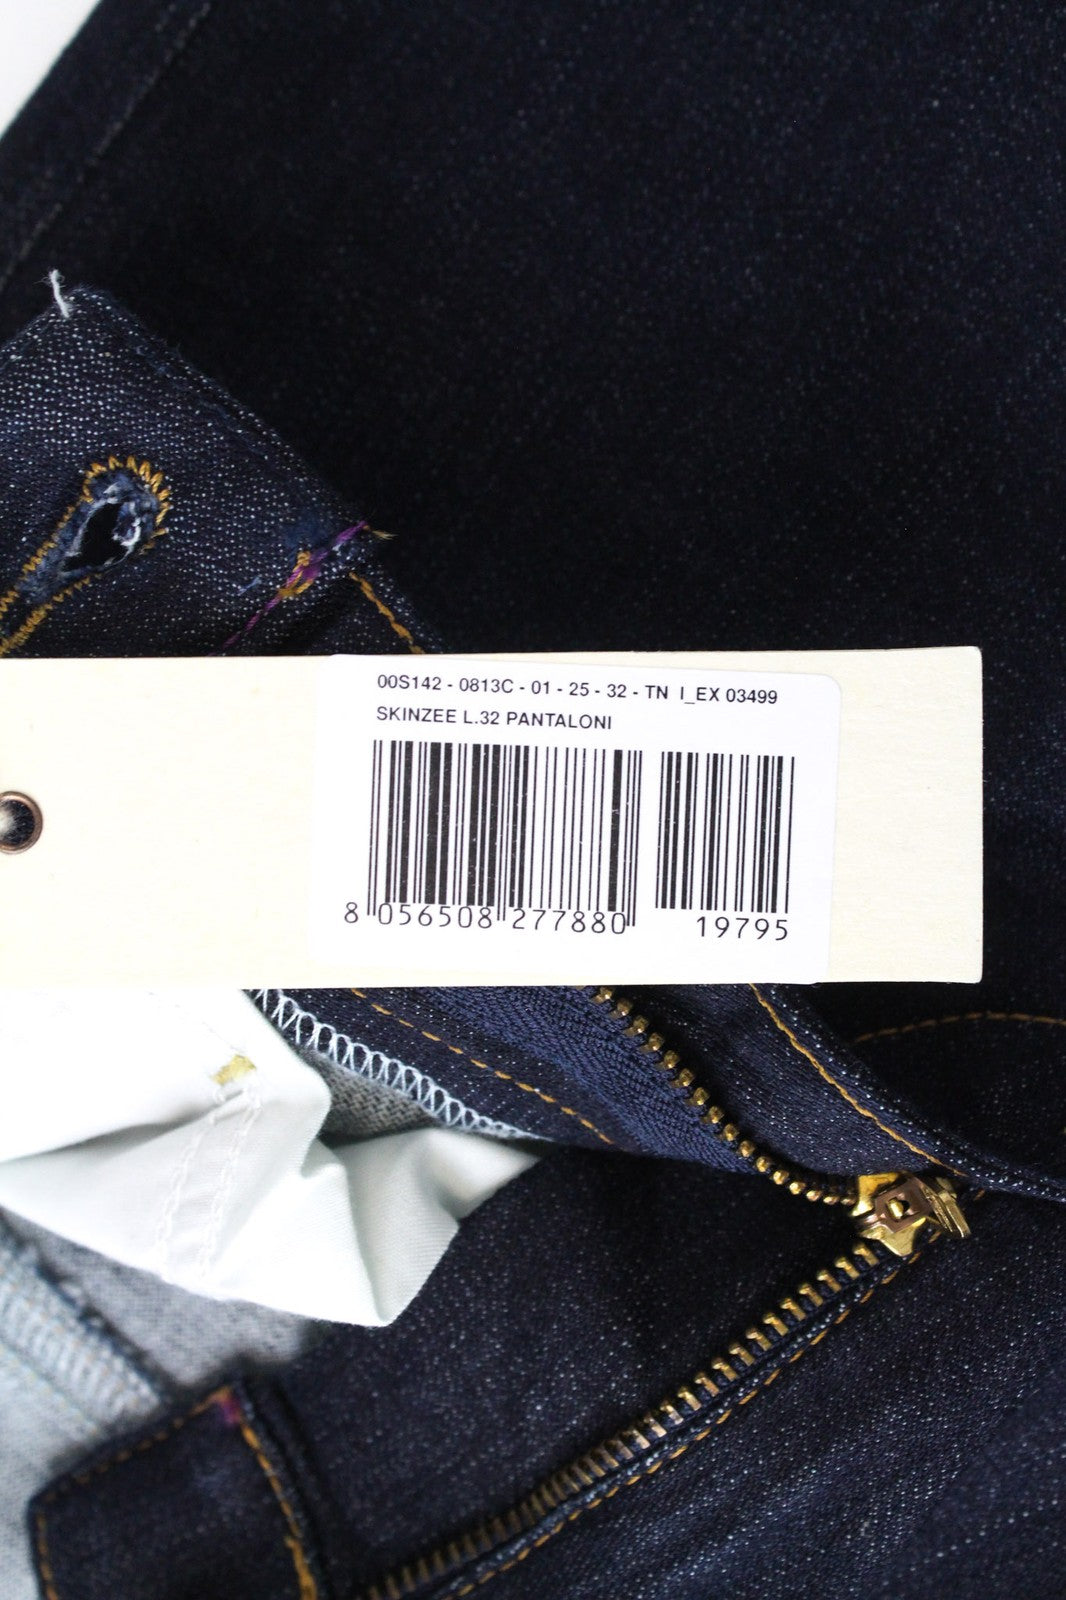 00S142 - 0813C - 01 - 25 - 32 - TN I_EX 03499
SKINZEE L.32 PANTALONI
8 056508 277880 19795